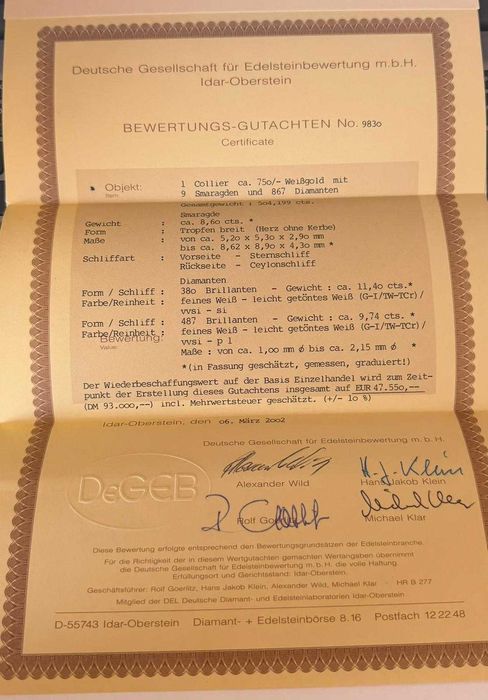 Deutsche Gesellschaft für Edelsteinbewertung m.b.H.
Idar-Oberstein
BEWERTUNGS-GUTACHTEN No. 9830
Certificate
Objekt: 1 Collier ca. 750/- Weißgold mit
Item: 9 Smaragden und 867 Diamanten
Gesamtgewicht : 504,199 cts.
Smaragde
Gewicht : ca. 8,60 cts. *
Form : Tropfen breit (Herz ohne Kerbe)
Maße : von ca. 5,20 x 5,30 x 2,90 mm
bis ca. 8,62 x 8,90 x 4,30 mm *
Schliffart : Vorseite - Sternschliff
Rückseite - Ceylonschliff
Diamanten
Form / Schliff : 380 Brillanten - Gewicht : ca. 11,40 cts.*
Farbe/Reinheit : feines Weiß - leicht getöntes Weiß (G-I/TW-TCr)/
vvsi - si
Form / Schliff : 487 Brillanten - Gewicht : ca. 9,74 cts. *
Farbe/Reinheit : feines Weiß - leicht getöntes Weiß (G-I/TW-TCr)/
Bewertung: vvsi - p 1
Value: Maße : von ca. 1,00 mm ø bis ca. 2,15 mm ø *
*(in Fassung geschätzt, gemessen, graduiert!)
Der Wiederbeschaffungswert auf der Basis Einzelhandel wird zum Zeit-
punkt der Erstellung dieses Gutachtens insgesamt auf EUR 47.550,--
(DM 93.000,--) incl. Mehrwertsteuer geschätzt. (+/- 10 %)
Idar-Oberstein, den 06. März 2002
Deutsche Gesellschaft für Edelsteinbewertung m.b.H.
DeGEB
Alexander Wild
H-J-Klein
Hans Jakob Klein
Rolf Goerlitz
Michael Klar
Diese Bewertung erfolgte entsprechend den Bewertungsgrundsätzen der Edelsteinbranche.
Für die Richtigkeit der in diesem Wertgutachten gemachten Wertangaben übernimmt
die Deutsche Gesellschaft für Edelsteinbewertung m.b.H. die volle Haftung.
Erfüllungsort und Gerichtsstand: Idar-Oberstein.
Geschäftsführer: Rolf Goerlitz, Hans Jakob Klein, Alexander Wild, Michael Klar · HR B 277
Mitglied der DEL Deutsche Diamant- und Edelsteinlaboratorien Idar-Oberstein
D-55743 Idar-Oberstein Diamant- + Edelsteinbörse 8.16 Postfach 12 22 48